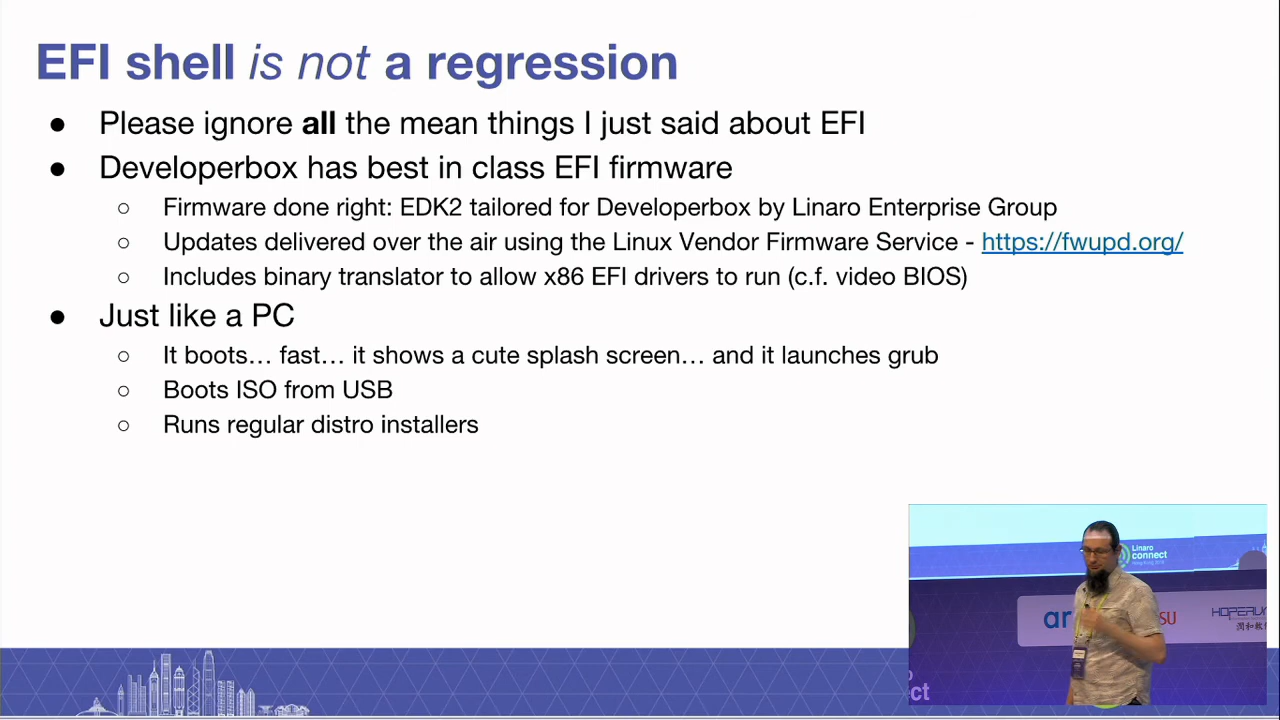 EFI shell is not a regression
● Please ignore all the mean things I just said about EFI
● Developerbox has best in class EFI firmware
○ Firmware done right: EDK2 tailored for Developerbox by Linaro Enterprise Group
○ Updates delivered over the air using the Linux Vendor Firmware Service - https://fwupd.org/
○ Includes binary translator to allow x86 EFI drivers to run (c.f. video BIOS)
● Just like a PC
○ It boots… fast… it shows a cute splash screen… and it launches grub
○ Boots ISO from USB
○ Runs regular distro installers
Linaro
connect
ar
SU
HOPERUN
ect